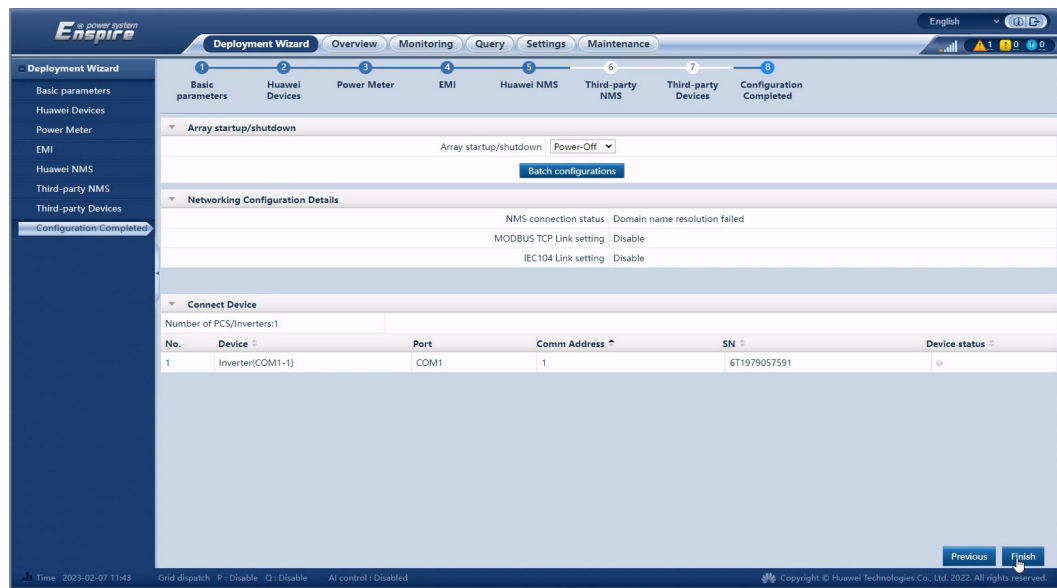 e power system
Enspire
English
Deployment Wizard Overview Monitoring Query Settings Maintenance
1 0 0
Deployment Wizard
Basic parameters
Huawei Devices
Power Meter
EMI
Huawei NMS
Third-party NMS
Third-party Devices
Configuration Completed
1 2 3 4 5 6 7 8
Basic parameters
Huawei Devices
Power Meter
EMI
Huawei NMS
Third-party NMS
Third-party Devices
Configuration Completed
Array startup/shutdown
Array startup/shutdown Power-Off
Batch configurations
Networking Configuration Details
NMS connection status Domain name resolution failed
MODBUS TCP Link setting Disable
IEC104 Link setting Disable
Connect Device
Number of PCS/Inverters:1
No. Device Port Comm Address SN Device status
1 Inverter(COM1-1) COM1 1 6T1979057591
Previous Finish
Time 2023-02-07 11:43 Grid dispatch P : Disable Q : Disable AI control : Disabled Copyright © Huawei Technologies Co., Ltd. 2022. All rights reserved.